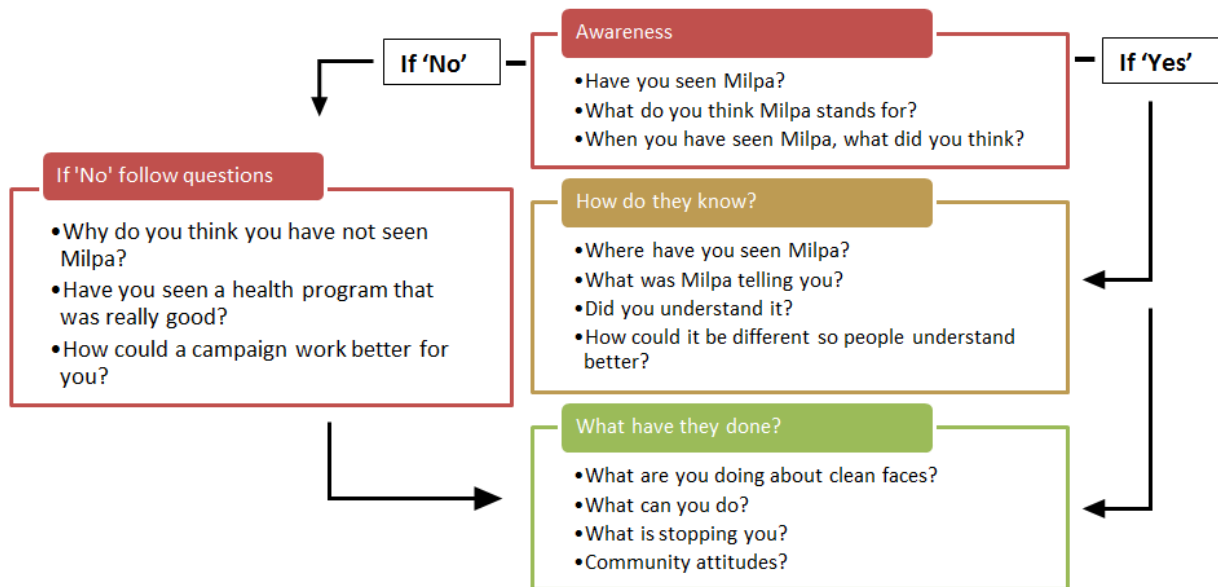 Awareness
If 'No'
If 'Yes'
•Have you seen Milpa?
•What do you think Milpa stands for?
•When you have seen Milpa, what did you think?
If 'No' follow questions
•Why do you think you have not seen
Milpa?
•Have you seen a health program that
was really good?
•How could a campaign work better for
you?
How do they know?
•Where have you seen Milpa?
•What was Milpa telling you?
•Did you understand it?
•How could it be different so people understand
better?
What have they done?
•What are you doing about clean faces?
•What can you do?
•What is stopping you?
•Community attitudes?